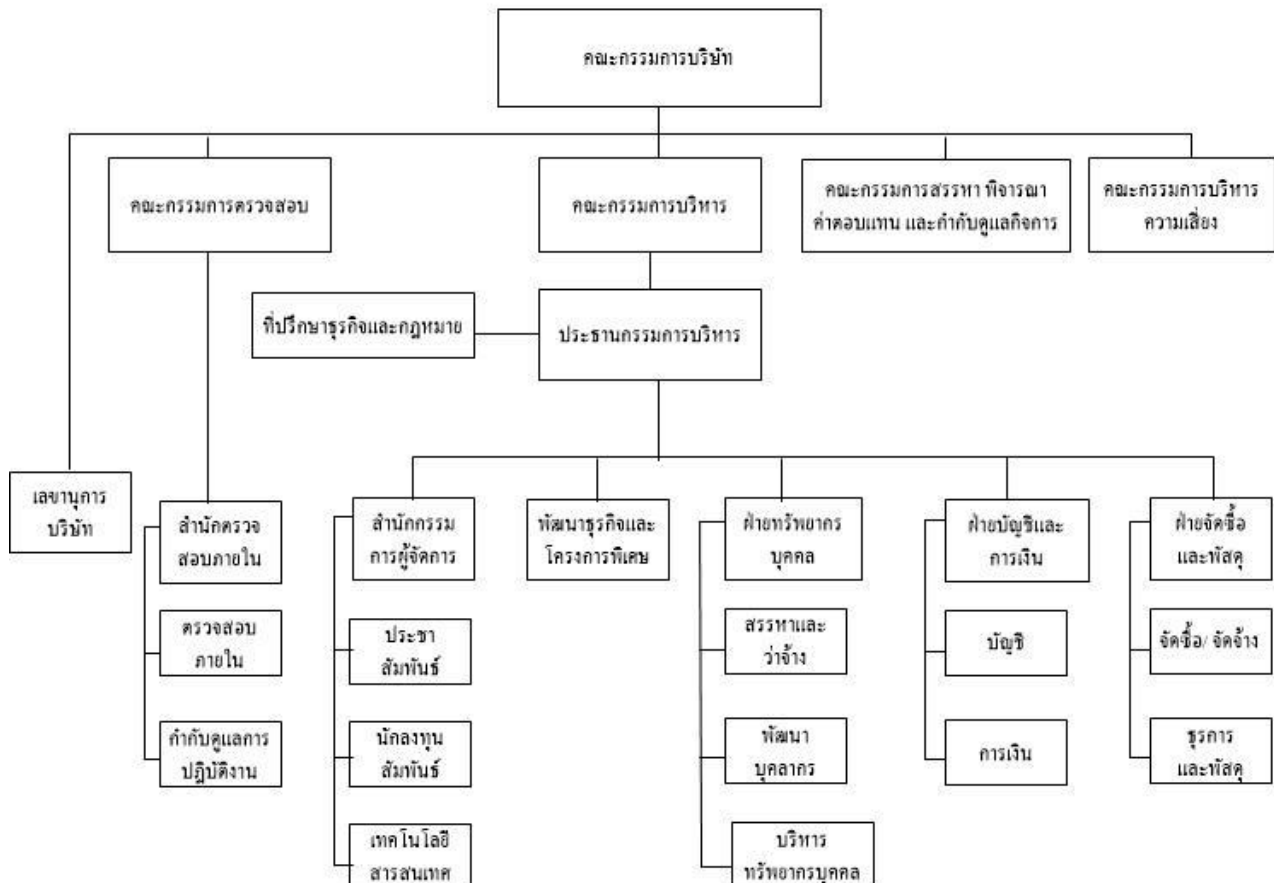 คณะกรรมการบริษัท
คณะกรรมการตรวจสอบ
คณะกรรมการบริหาร
คณะกรรมการสรรหา พิจารณา
ค่าตอบแทน และกำกับดูแลกิจการ
คณะกรรมการบริหาร
ความเสี่ยง
ที่ปรึกษาธุรกิจและกฎหมาย
ประธานกรรมการบริหาร
เลขานุการ
บริษัท
สำนักตรวจ
สอบภายใน
สำนักกรรม
การผู้จัดการ
พัฒนาธุรกิจและ
โครงการพิเศษ
ฝ่ายทรัพยากร
บุคคล
ฝ่ายบัญชีและ
การเงิน
ฝ่ายจัดซื้อ
และพัสดุ
ตรวจสอบ
ภายใน
ประชา
สัมพันธ์
สรรหาและ
ว่าจ้าง
บัญชี
จัดซื้อ/ จัดจ้าง
กำกับดูแลการ
ปฏิบัติงาน
นักลงทุน
สัมพันธ์
พัฒนา
บุคลากร
การเงิน
ธุรการ
และพัสดุ
เทคโนโลยี
สารสนเทศ
บริหาร
ทรัพยากรบุคคล